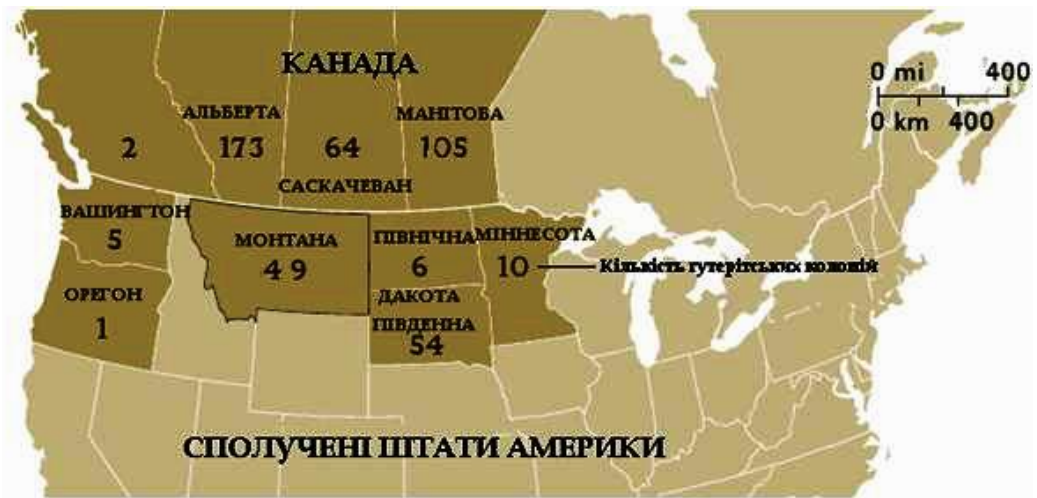 КАНАДА
0 mi 400
0 km 400
АЛЬБЕРТА
МАНІТОБА
2
173
64
105
САСКАЧЕВАН
ВАШИНГТОН
5
МОНТАНА
49
ПІВНІЧНА
6
МІННЕСОТА
10
Кількість гутерітських колоній
ОРЕГОН
1
ДАКОТА
ПІВДЕННА
54
СПОЛУЧЕНІ ШТАТИ АМЕРИКИ